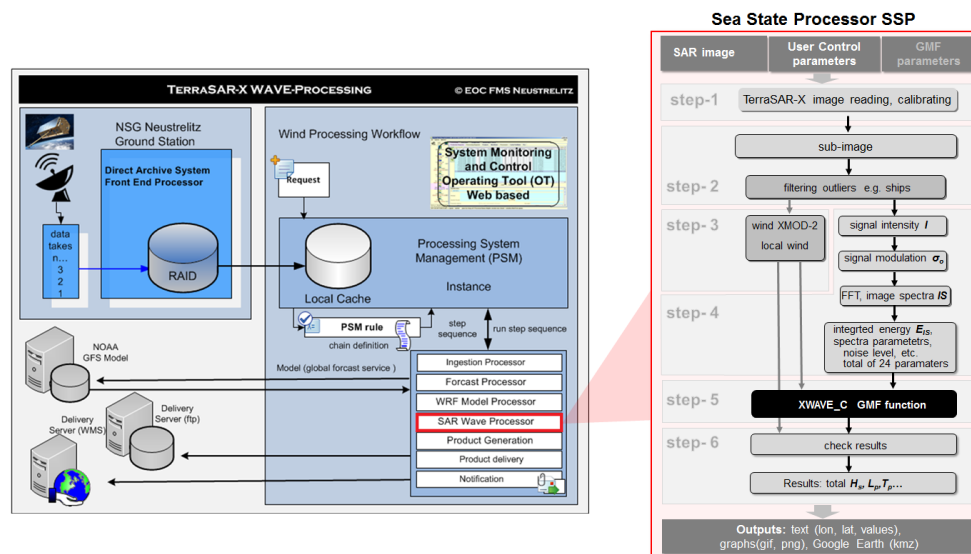 Sea State Processor SSP
TERRASAR-X WAVE-PROCESSING
© EOC FMS NEUSTRELITZ
NSG Neustrelitz
Ground Station
Direct Archive System
Front End Processor
data
takes
n...
3
2
1
RAID
Wind Processing Workflow
Request
System Monitoring
and Control
Operating Tool (OT)
Web based
Processing System
Management (PSM)
Instance
Local Cache
PSM rule
chain definition
step
sequence
run step sequence
NOAA
GFS Model
Model (global forcast service )
Delivery
Server (ftp)
Delivery
Server (WMS)
Ingestion Processor
Forcast Processor
WRF Model Processor
SAR Wave Processor
Product Generation
Product delivery
Notification
SAR image
User Control
parameters
GMF
parameters
step-1
TerraSAR-X image reading, calibrating
sub-image
step- 2
filtering outliers e.g. ships
step- 3
wind XMOD-2
local wind
signal intensity I
signal modulation σo
FFT, image spectra IS
step- 4
integrted energy EIS,
spectra parametetrs,
noise level, etc.
total of 24 paramaters
step- 5
XWAVE_C GMF function
step- 6
check results
Results: total Hs, Lp,Tp...
Outputs: text (lon, lat, values),
graphs(gif, png), Google Earth (kmz)